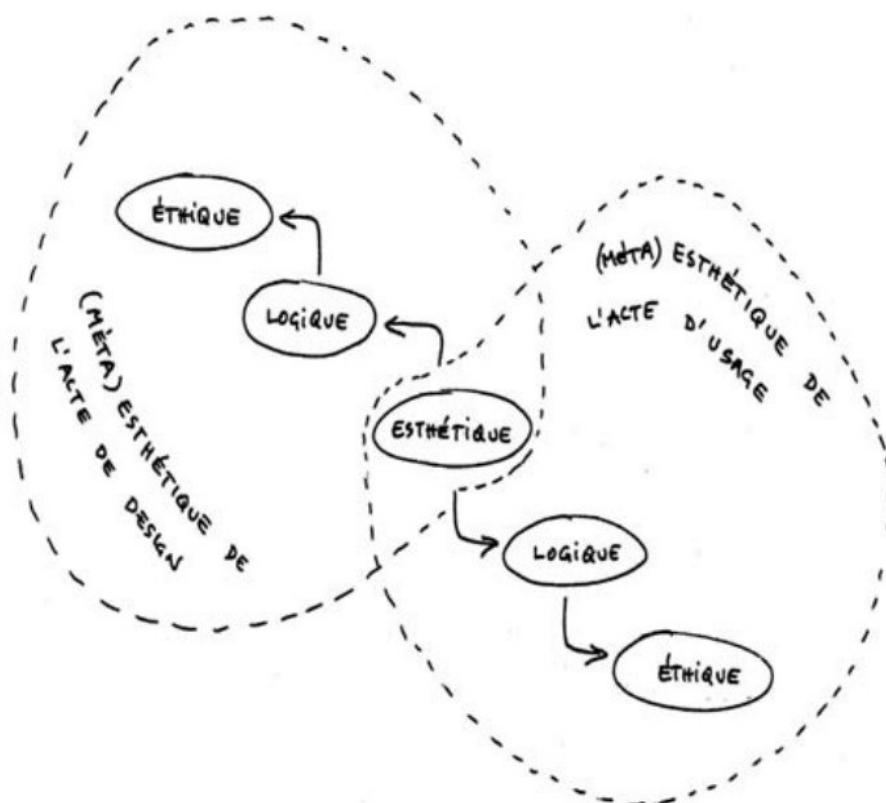 ÉTHIQUE
LOGIQUE
(MÉTA) ESTHÉTIQUE DE
L'ACTE DE DESIGN
ESTHÉTIQUE
(MÉTA) ESTHÉTIQUE DE
L'ACTE D'USAGE
LOGIQUE
ÉTHIQUE